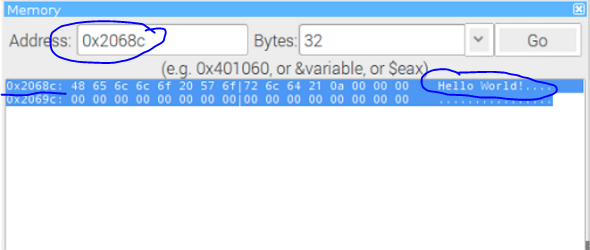 Memory
Address: 0x2068c Bytes: 32 Go
(e.g. 0x401060, or &variable, or $eax)
0x2068c: 48 65 6c 6c 6f 20 57 6f|72 6c 64 21 0a 00 00 00 Hello World!....
0x2069c: 00 00 00 00 00 00 00 00|00 00 00 00 00 00 00 00 ................